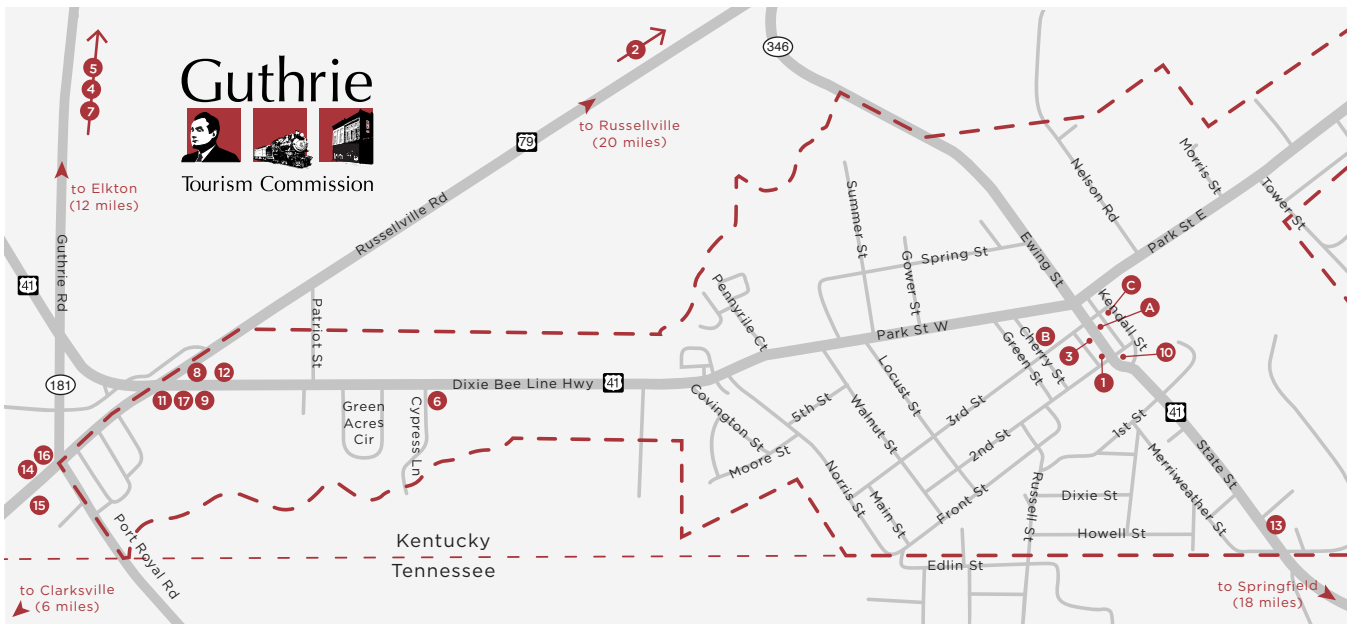 5
4
7
Guthrie
Tourism Commission
to Elkton
(12 miles)
Guthrie Rd
41
181
2
79
to Russellville
(20 miles)
Russellville Rd
346
Patriot St
8
12
11
17
9
Dixie Bee Line Hwy
41
Green
Acres
Cir
Cypress Ln
6
16
14
15
Port Royal Rd
Kentucky
Tennessee
to Clarksville
(6 miles)
Pennyrile Ct
Summer St
Gower St
Spring St
Ewing St
Nelson Rd
Morris St
Park St E
Tower St
Park St W
Kendall St
C
A
B
3
10
1
Cherry St
Green St
Locust St
Walnut St
Covington St
5th St
Moore St
3rd St
2nd St
Front St
Norris St
Main St
1st St
41
State St
Merriweather St
Russell St
Dixie St
Howell St
Edlin St
13
to Springfield
(18 miles)